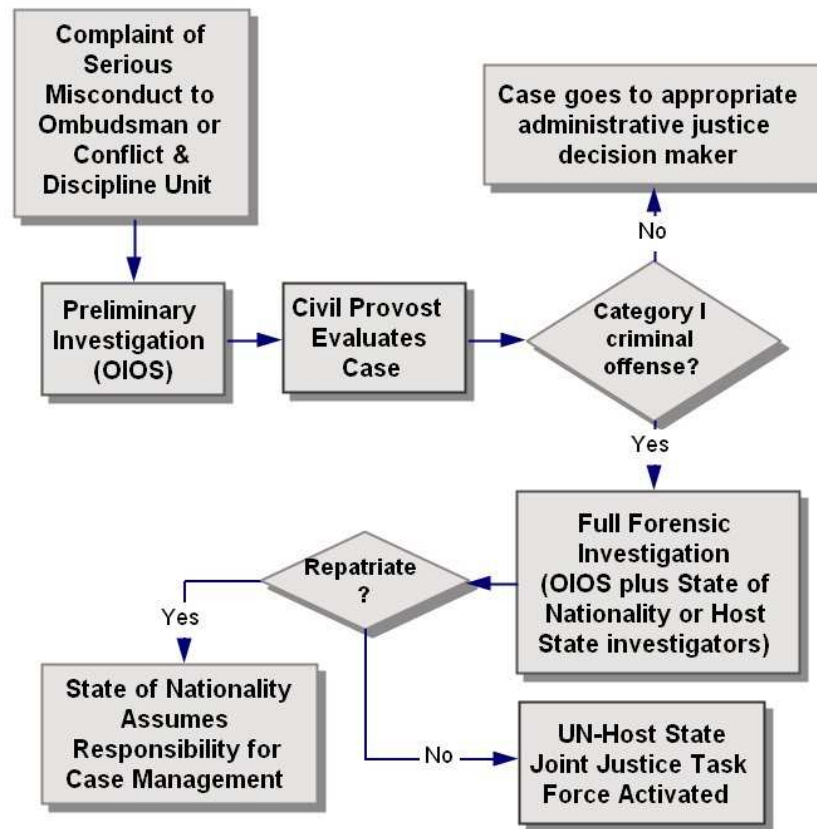 Complaint of
Serious
Misconduct to
Ombudsman or
Conflict &
Discipline Unit
Case goes to appropriate
administrative justice
decision maker
No
Preliminary
Investigation
(OIOS)
Civil Provost
Evaluates
Case
Category I
criminal
offense?
Yes
Full Forensic
Investigation
(OIOS plus State of
Nationality or Host
State investigators)
Repatriate
?
Yes
State of Nationality
Assumes
Responsibility for
Case Management
No
UN-Host State
Joint Justice Task
Force Activated